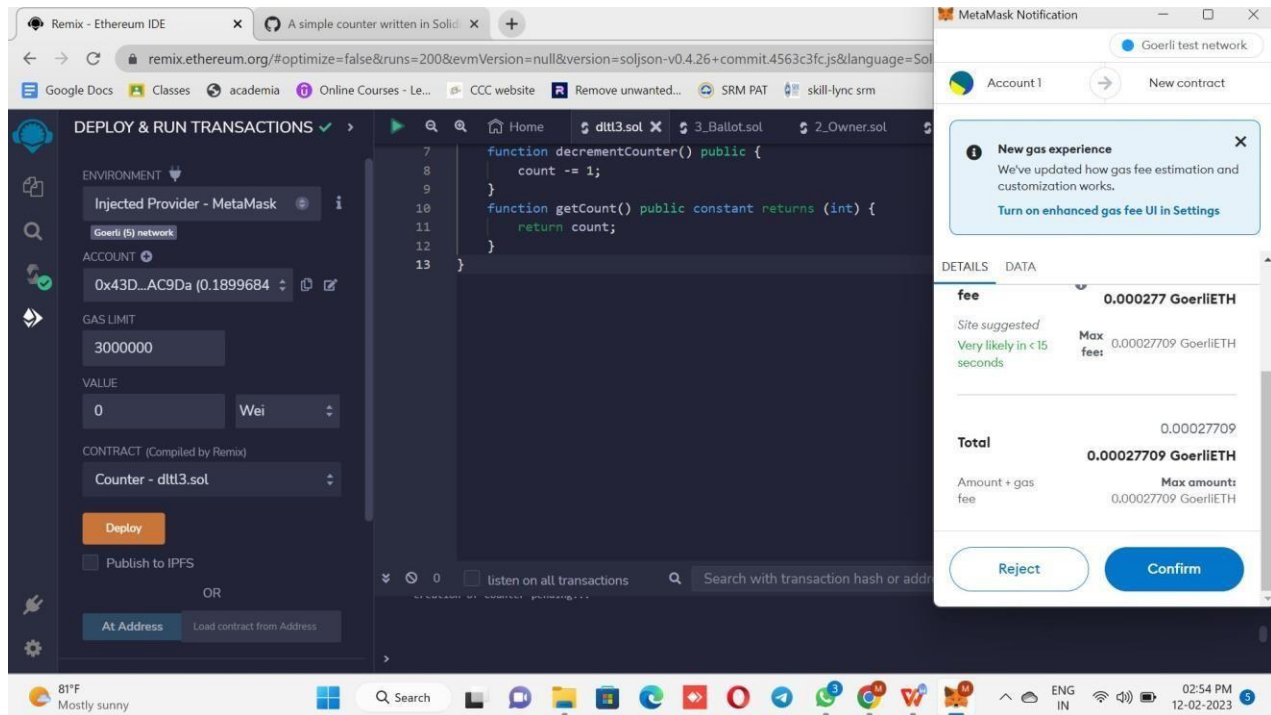 Remix - Ethereum IDE
A simple counter written in Solid
remix.ethereum.org/#optimize=false&runs=200&evmVersion=null&version=soljson-v0.4.26+commit.4563c3fc.js&language=Sol
Google Docs Classes academia Online Courses - Le... CCC website Remove unwanted... SRM PAT skill-lync srm
DEPLOY & RUN TRANSACTIONS
ENVIRONMENT
Injected Provider - MetaMask
i
Goerli (5) network
ACCOUNT
0x43D...AC9Da (0.1899684
GAS LIMIT
3000000
VALUE
0 Wei
CONTRACT (Compiled by Remix)
Counter - dltl3.sol
Deploy
Publish to IPFS
OR
At Address Load contract from Address
Home dltl3.sol 3_Ballot.sol 2_Owner.sol
7 function decrementCounter() public {
8 count -= 1;
9 }
10 function getCount() public constant returns (int) {
11 return count;
12 }
13 }
0 listen on all transactions Search with transaction hash or addre
creation of Counter pending...
>
MetaMask Notification
Goerli test network
Account 1 New contract
New gas experience
We've updated how gas fee estimation and
customization works.
Turn on enhanced gas fee UI in Settings
DETAILS DATA
fee 0.000277 GoerliETH
Site suggested
Very likely in < 15
seconds
Max
fee: 0.00027709 GoerliETH
0.00027709
Total
0.00027709 GoerliETH
Amount + gas
fee
Max amount:
0.00027709 GoerliETH
Reject Confirm
81°F
Mostly sunny
Search
3
ENG
IN
02:54 PM
12-02-2023
5